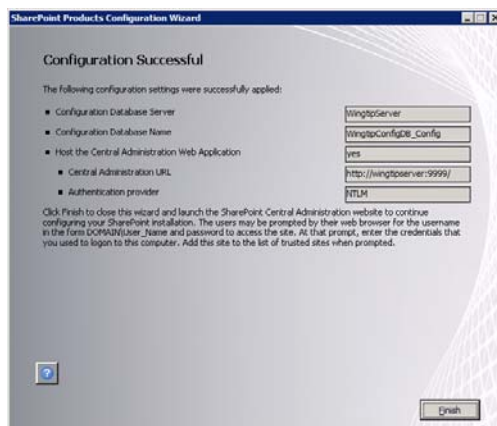 SharePoint Products Configuration Wizard
Configuration Successful
The following configuration settings were successfully applied:
Configuration Database Server WingtipServer
Configuration Database Name WingtipConfigDB_Config
Host the Central Administration Web Application yes
Central Administration URL http://wingtipserver:9999/
Authentication provider NTLM
Click Finish to close this wizard and launch the SharePoint Central Administration website to continue
configuring your SharePoint installation. The users may be prompted by their web browser for the username
in the form DOMAIN\User_Name and password to access the site. At that prompt, enter the credentials that
you used to logon to this computer. Add this site to the list of trusted sites when prompted.
?
Finish